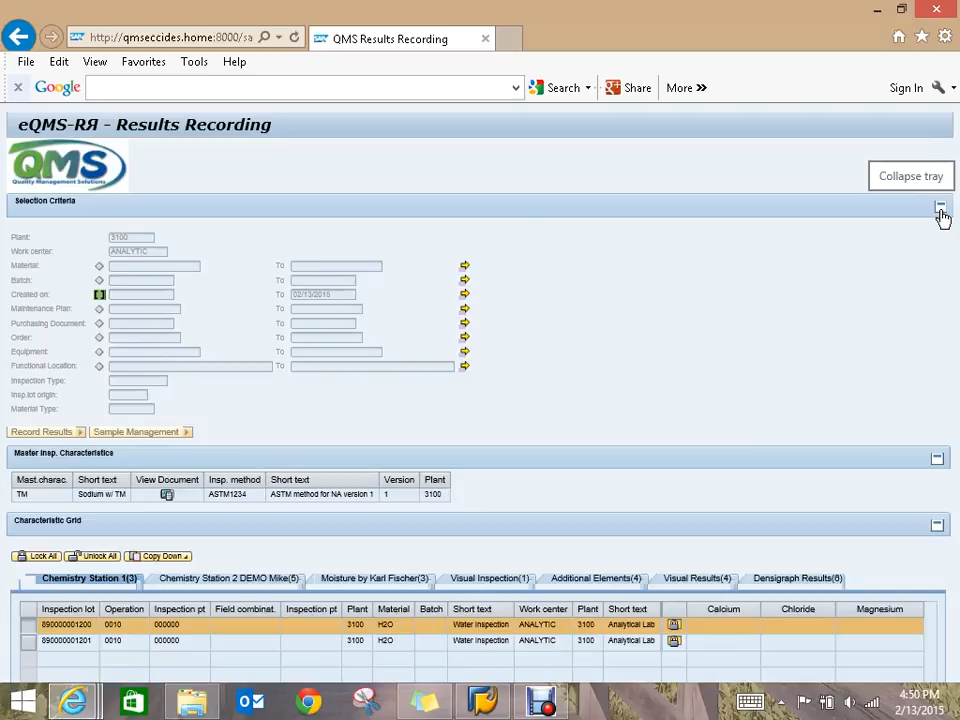 http://qmseccides.home:8000/sa
QMS Results Recording
File Edit View Favorites Tools Help
x Google Search Share More » Sign In
eQMS-RЯ - Results Recording
QMS
Quality Management Solutions
Collapse tray
Selection Criteria
Plant: 3100
Work center: ANALYTIC
Material: To
Batch: To
Created on: To 02/13/2015
Maintenance Plan: To
Purchasing Document: To
Order: To
Equipment: To
Functional Location: To
Inspection Type:
Insp.lot origin:
Material Type:
Record Results Sample Management
Master Insp. Characteristics
Mast.charac. Short text View Document Insp. method Short text Version Plant
TM Sodium w/ TM ASTM1234 ASTM method for NA version 1 1 3100
Characteristic Grid
Lock All Unlock All Copy Down
Chemistry Station 1(3) Chemistry Station 2 DEMO Mike(5) Moisture by Karl Fischer(3) Visual Inspection(1) Additional Elements(4) Visual Results(4) Densigraph Results(6)
Inspection lot Operation Inspection pt Field combinat. Inspection pt Plant Material Batch Short text Work center Plant Short text Calcium Chloride Magnesium
890000001200 0010 000000 3100 H2O Water Inspection ANALYTIC 3100 Analytical Lab
890000001201 0010 000000 3100 H2O Water Inspection ANALYTIC 3100 Analytical Lab
4:50 PM
2/13/2015